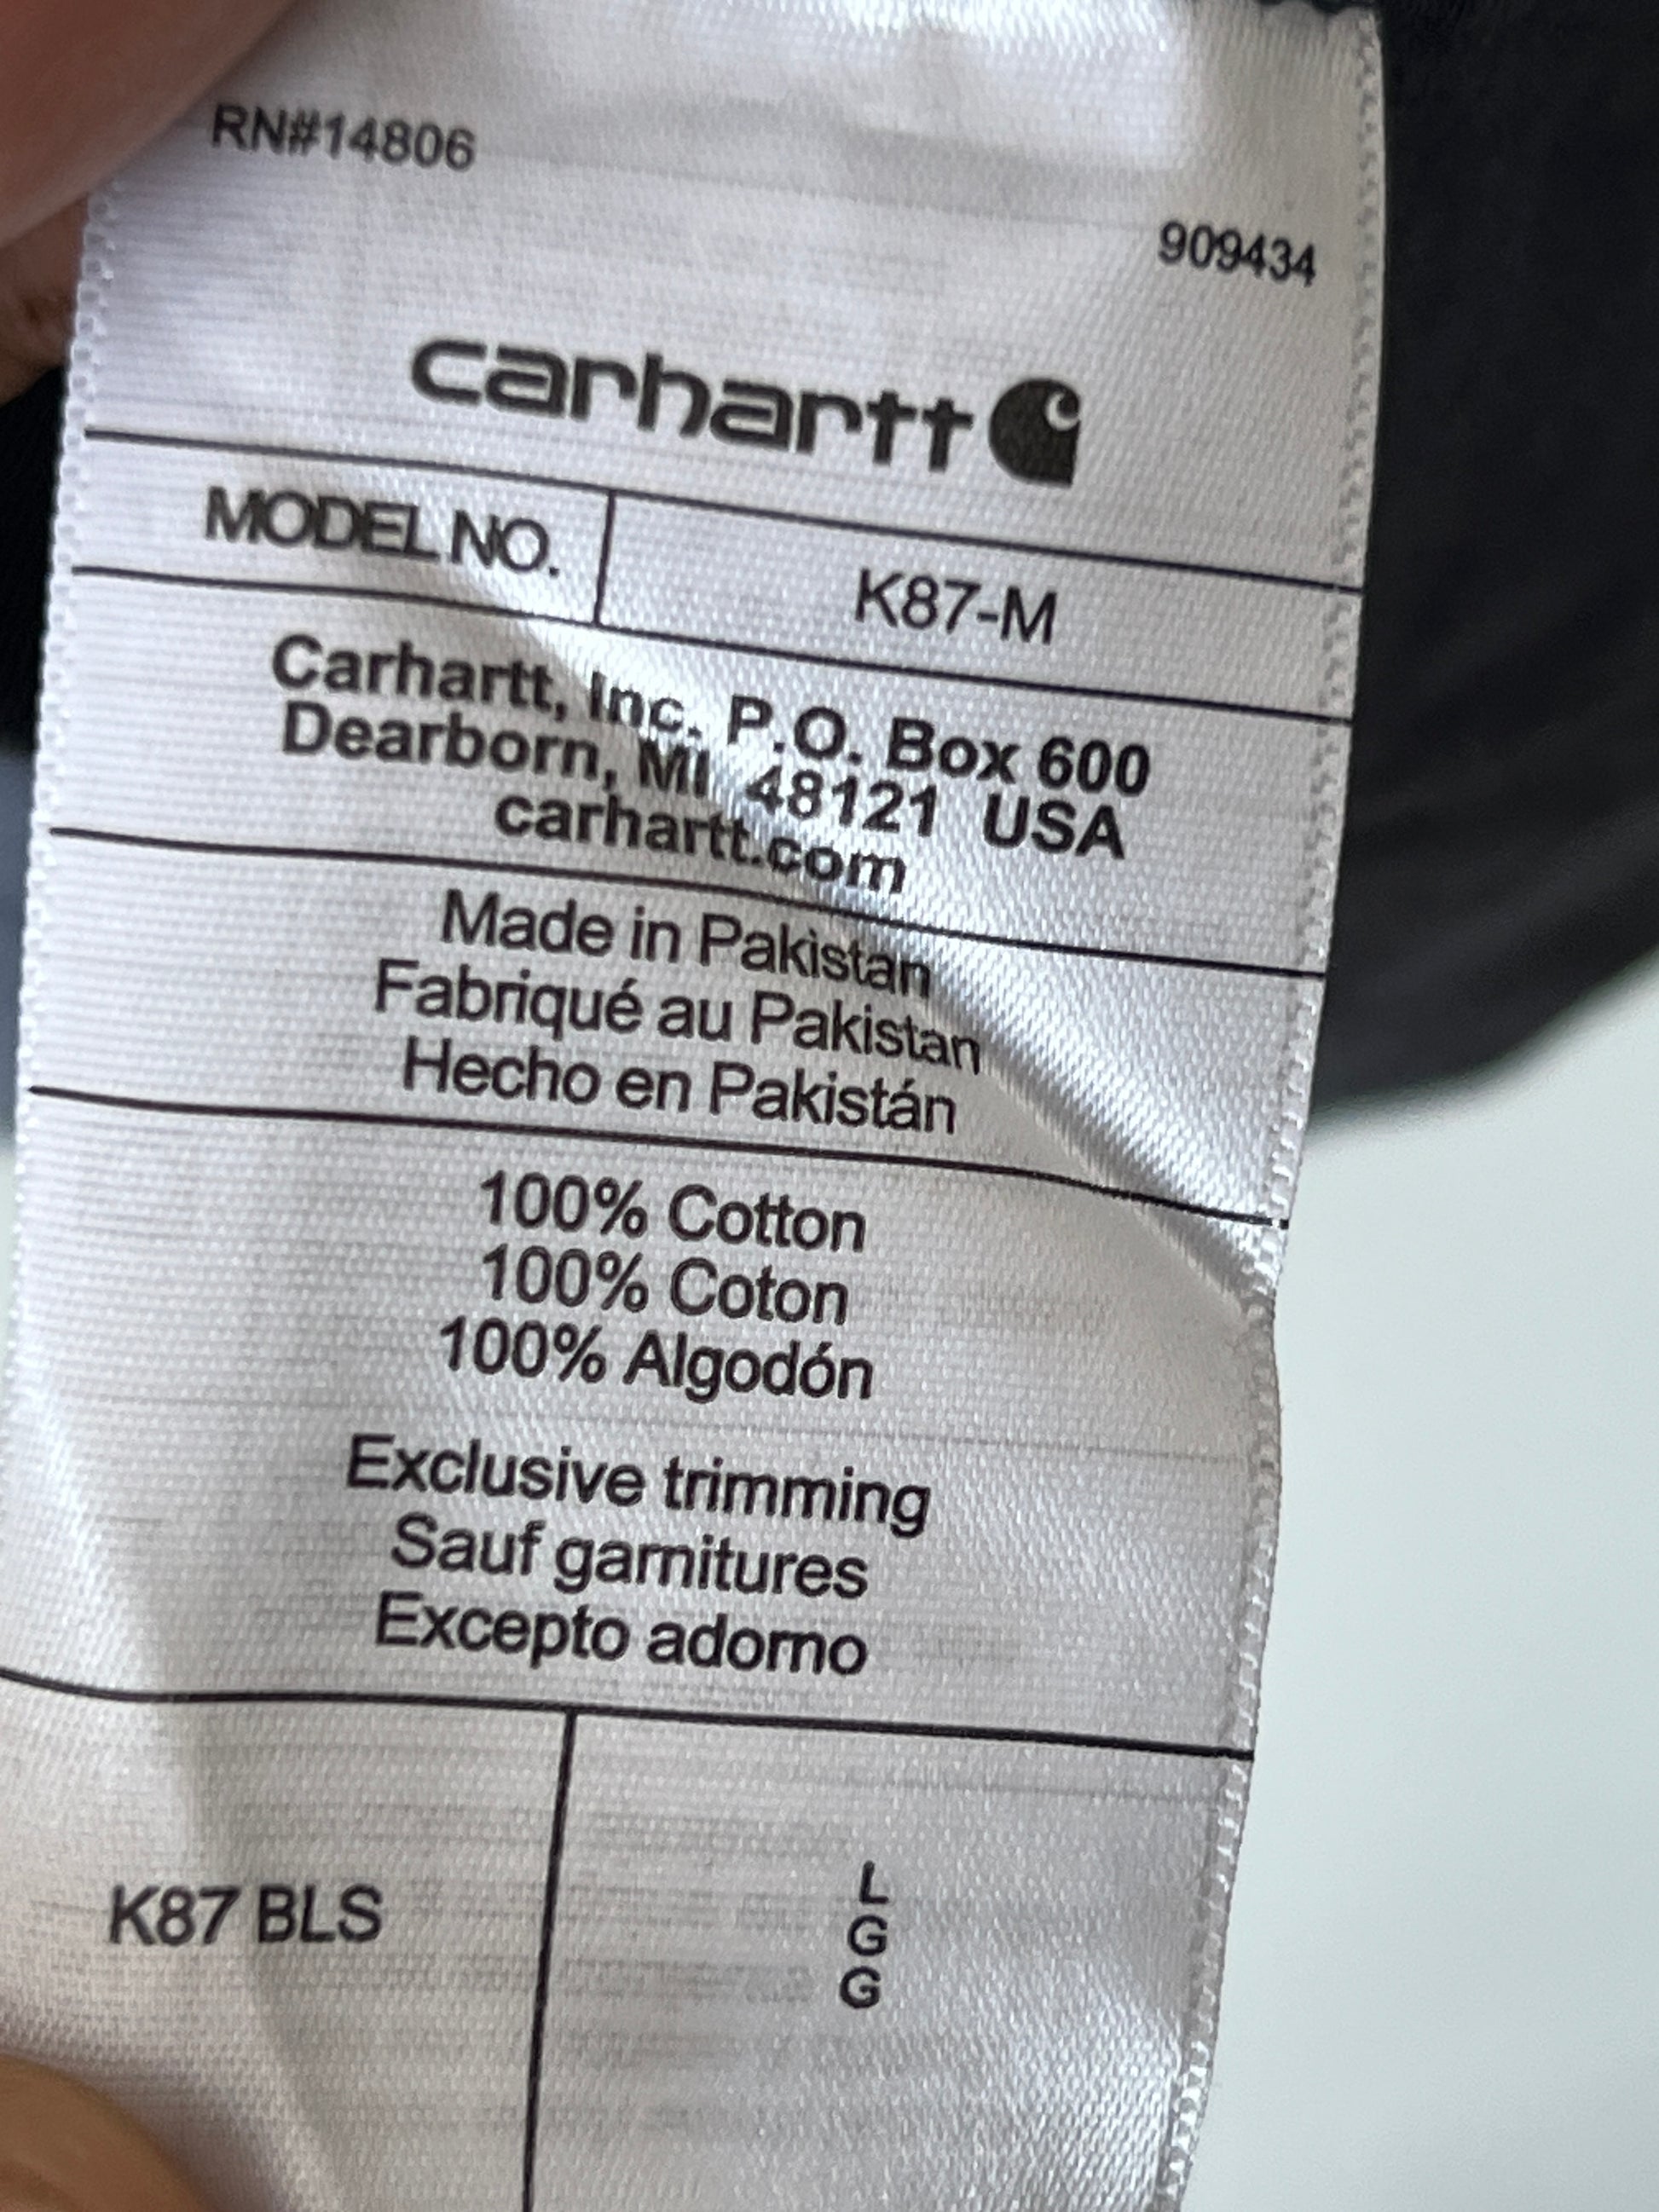 RN#14806
909434
carhartt
MODEL NO.
K87-M
Carhartt, Inc. P.O. Box 600
Dearborn, MI 48121 USA
carhartt.com
Made in Pakistan
Fabriqué au Pakistan
Hecho en Pakistán
100% Cotton
100% Coton
100% Algodón
Exclusive trimming
Sauf garnitures
Excepto adorno
K87 BLS
L
G
G